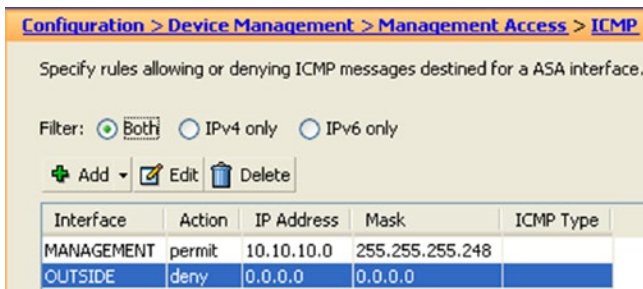 Configuration > Device Management > Management Access > ICMP
Specify rules allowing or denying ICMP messages destined for a ASA interface.
Filter: Both IPv4 only IPv6 only
Add Edit Delete
Interface Action IP Address Mask ICMP Type
MANAGEMENT permit 10.10.10.0 255.255.255.248
OUTSIDE deny 0.0.0.0 0.0.0.0